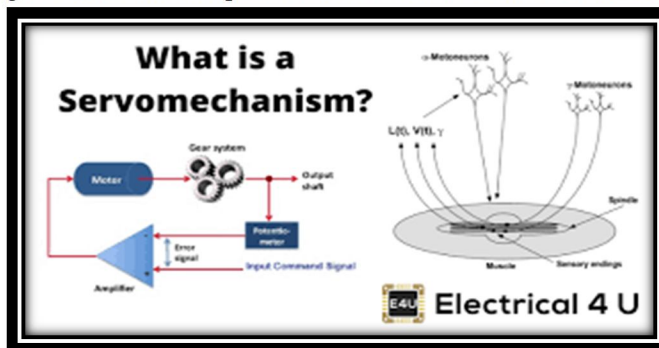 What is a
Servomechanism?
Gear system
Motor
Output
shaft
Potentio-
meter
Error
signal
Input Command Signal
Amplifier
α-Motoneurons
γ-Motoneurons
L(t), V(t), γ
Spindle
Muscle
Sensory endings
E4U
Electrical 4 U